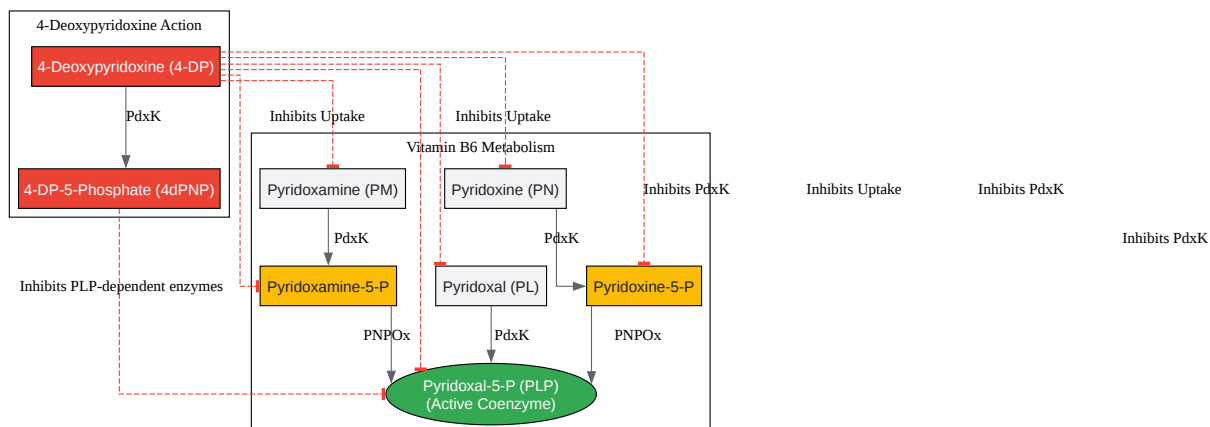 4-Deoxypyridoxine Action
4-Deoxypyridoxine (4-DP)
PdxK
Inhibits Uptake
Inhibits Uptake
Vitamin B6 Metabolism
4-DP-5-Phosphate (4dPNP)
Pyridoxamine (PM)
Pyridoxine (PN)
Inhibits PdxK
Inhibits Uptake
Inhibits PdxK
PdxK
PdxK
Inhibits PdxK
Inhibits PLP-dependent enzymes
Pyridoxamine-5-P
Pyridoxal (PL)
Pyridoxine-5-P
PNPOx
PdxK
PNPOx
Pyridoxal-5-P (PLP)
(Active Coenzyme)